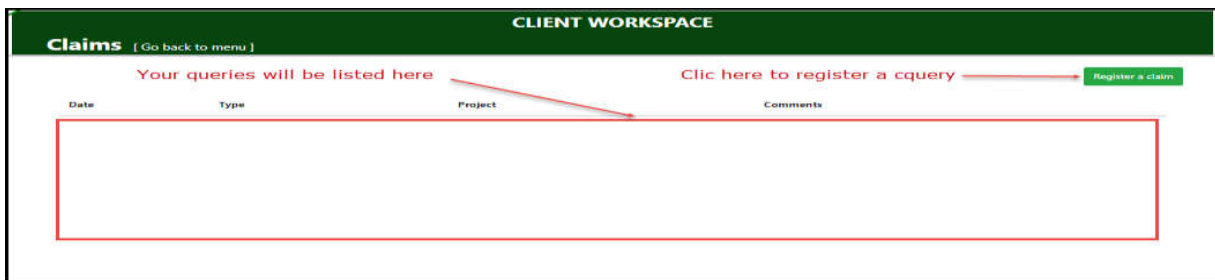 CLIENT WORKSPACE
Claims [ Go back to menu ]
Your queries will be listed here
Clic here to register a cquery
Register a claim
Date Type Project Comments